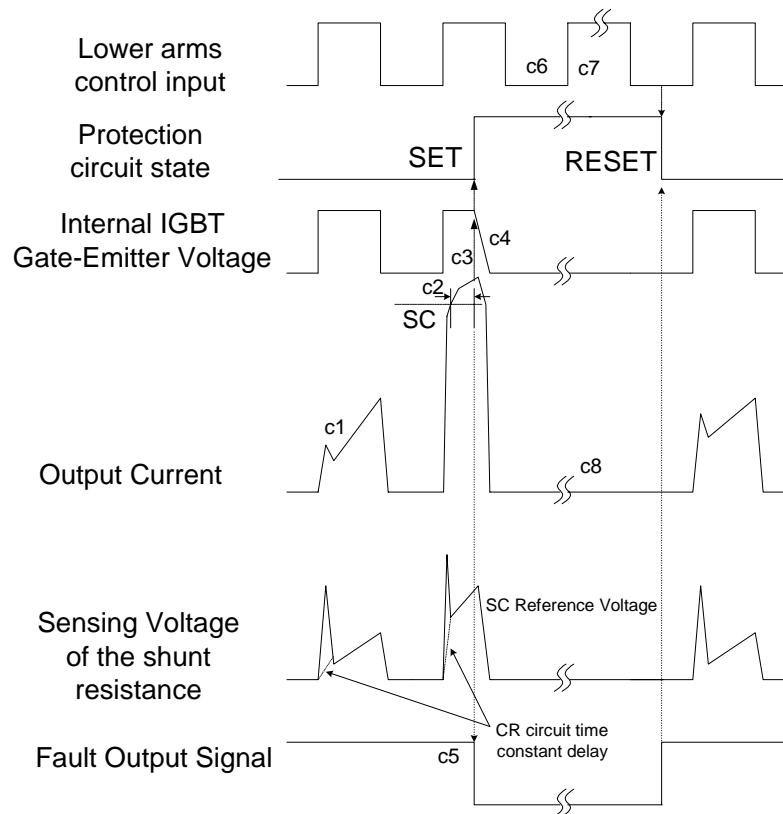 Lower arms
control input
c6
c7
Protection
circuit state
SET
RESET
Internal IGBT
Gate-Emitter Voltage
c4
c3
c2
SC
c1
Output Current
c8
SC Reference Voltage
Sensing Voltage
of the shunt
resistance
CR circuit time
constant delay
Fault Output Signal
c5